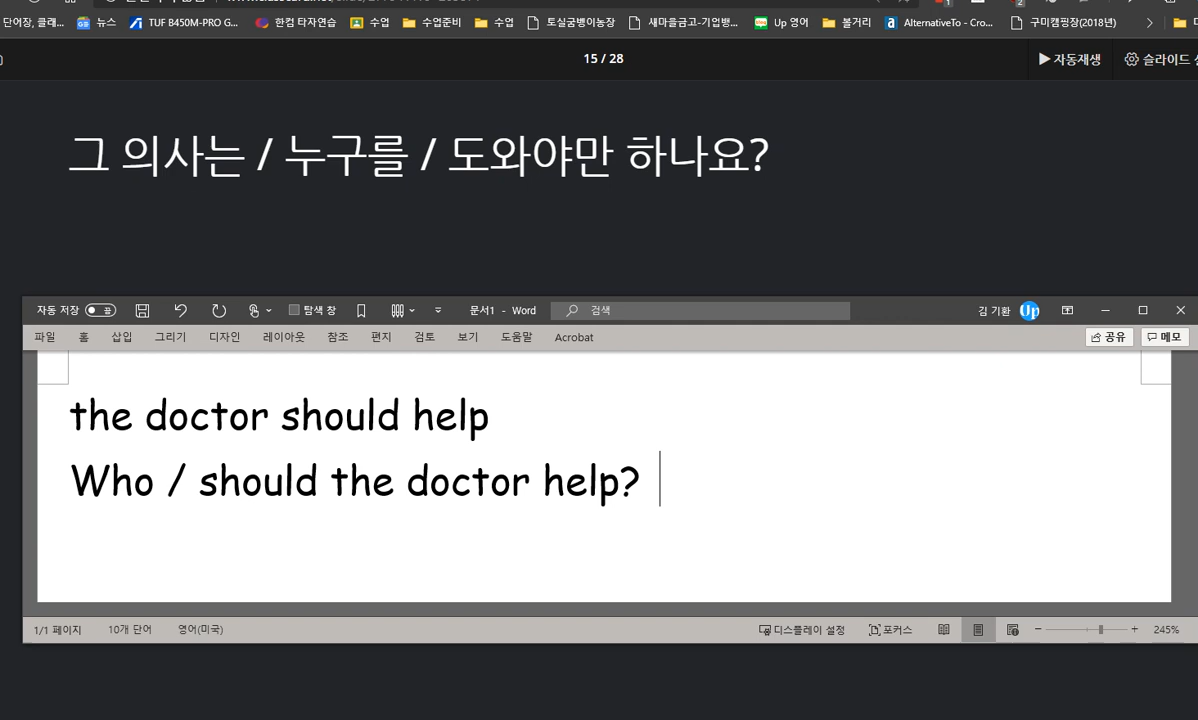 단어장, 클래... 뉴스 TUF B450M-PRO G... 한컴 타자연습 수업 수업준비 수업 토실굼벵이농장 새마을금고-기업뱅... Up 영어 볼거리 AlternativeTo - Cro... 구미캠핑장(2018년)
15 / 28
자동재생 슬라이드
그 의사는 / 누구를 / 도와야만 하나요?
자동 저장 끔 탐색 창 문서1 - Word 검색 김 기환 Up
파일 홈 삽입 그리기 디자인 레이아웃 참조 편지 검토 보기 도움말 Acrobat 공유 메모
the doctor should help
Who / should the doctor help?
1/1 페이지 10개 단어 영어(미국) 디스플레이 설정 포커스 245%